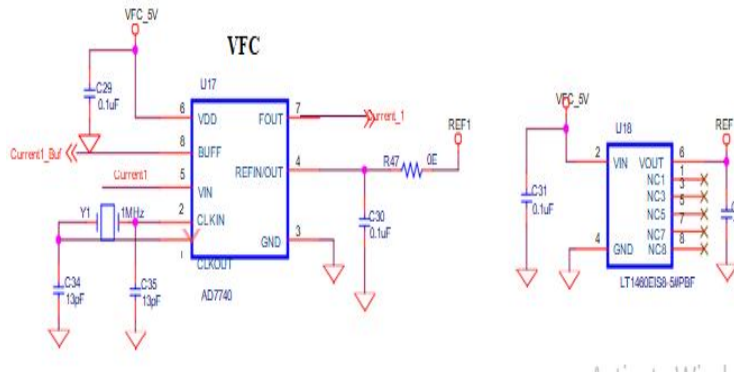 VFC_5V
VFC
U17
C29
0.1uF
6
VDD
FOUT
7
Current_1
Current1_Buf
8
BUFF
REFIN/OUT
4
R47
0E
REF1
Current1
5
VIN
Y1
1MHz
2
CLKIN
C30
0.1uF
GND
3
1
CLKOUT
C34
13pF
C35
13pF
AD7740
VFC_5V
U18
REF
2
VIN
VOUT
6
NC1
1
NC3
3
NC5
5
NC7
7
NC8
8
C31
0.1uF
4
GND
LT1460EIS8-5#PBF